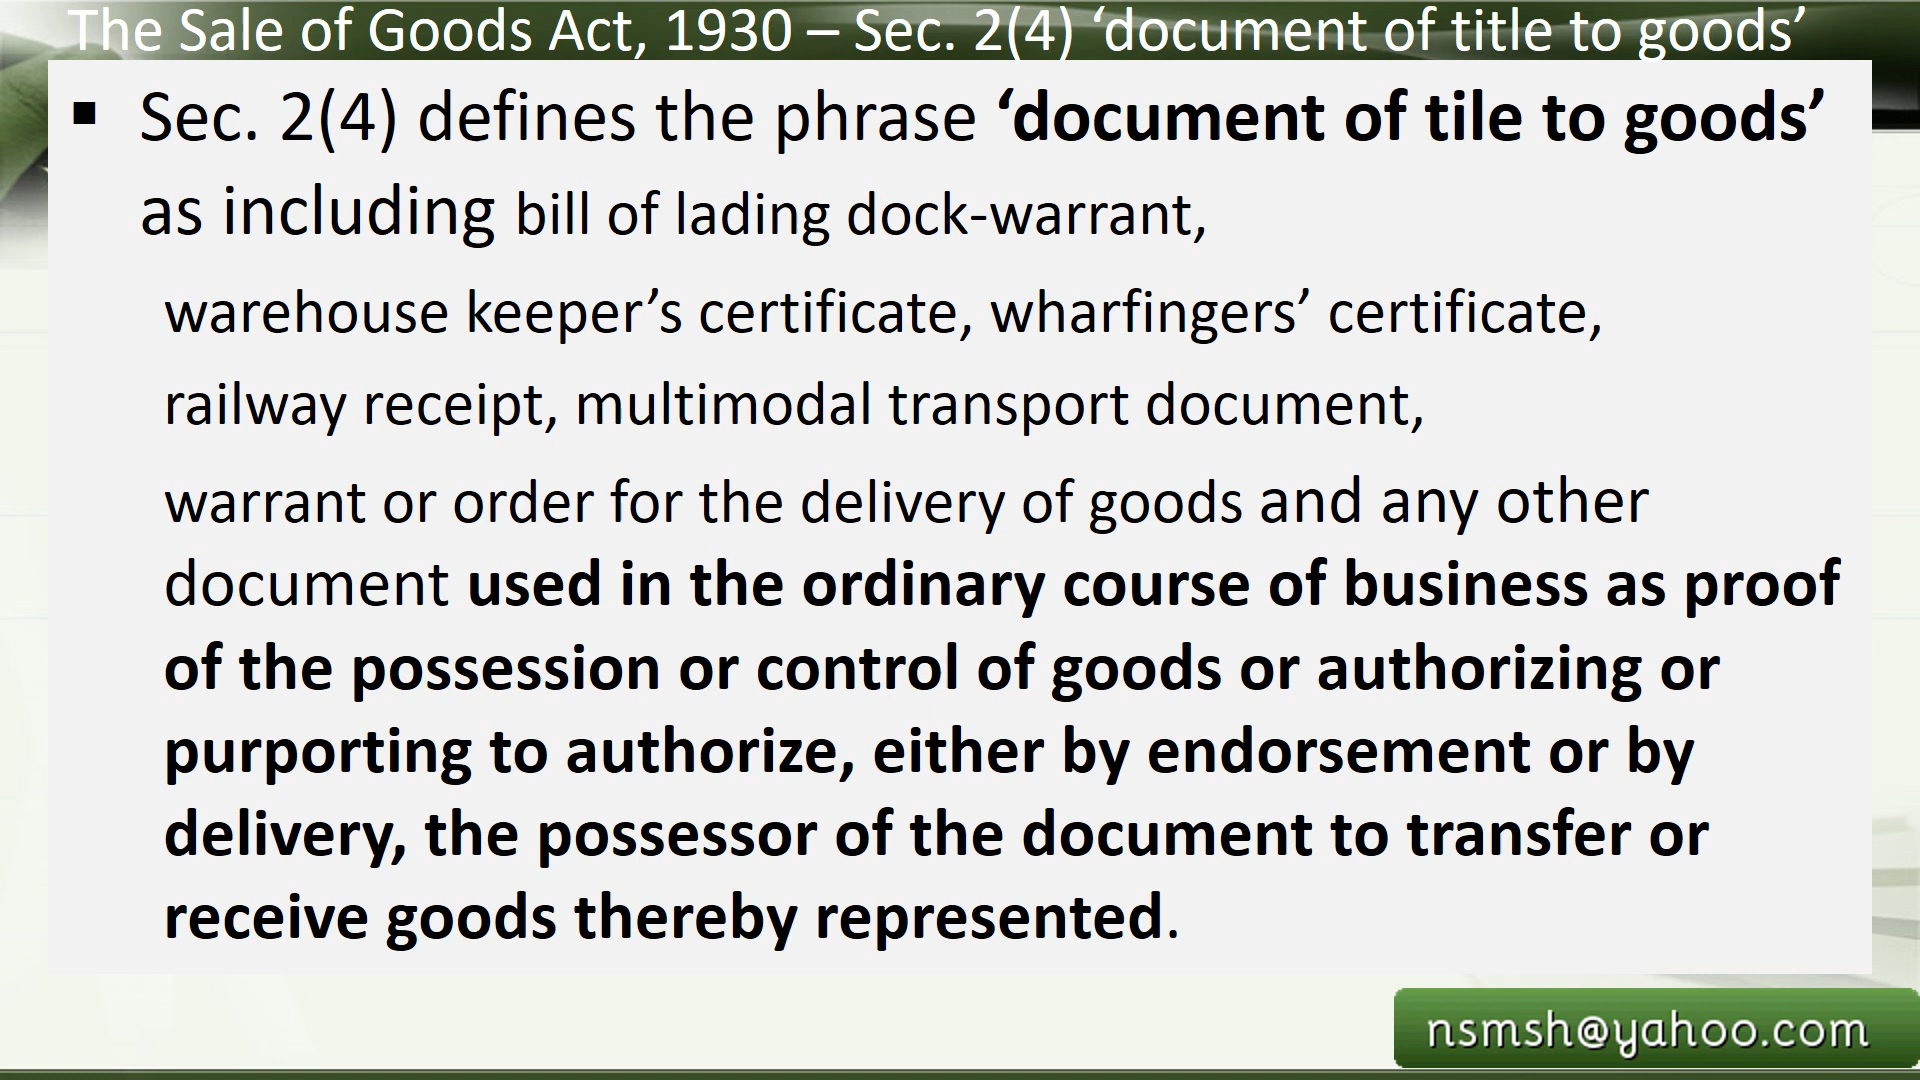 The Sale of Goods Act, 1930 – Sec. 2(4) ‘document of title to goods’
▪ Sec. 2(4) defines the phrase ‘document of tile to goods’
as including bill of lading dock-warrant,
warehouse keeper’s certificate, wharfingers’ certificate,
railway receipt, multimodal transport document,
warrant or order for the delivery of goods and any other
document used in the ordinary course of business as proof
of the possession or control of goods or authorizing or
purporting to authorize, either by endorsement or by
delivery, the possessor of the document to transfer or
receive goods thereby represented.
nsmsh@yahoo.com